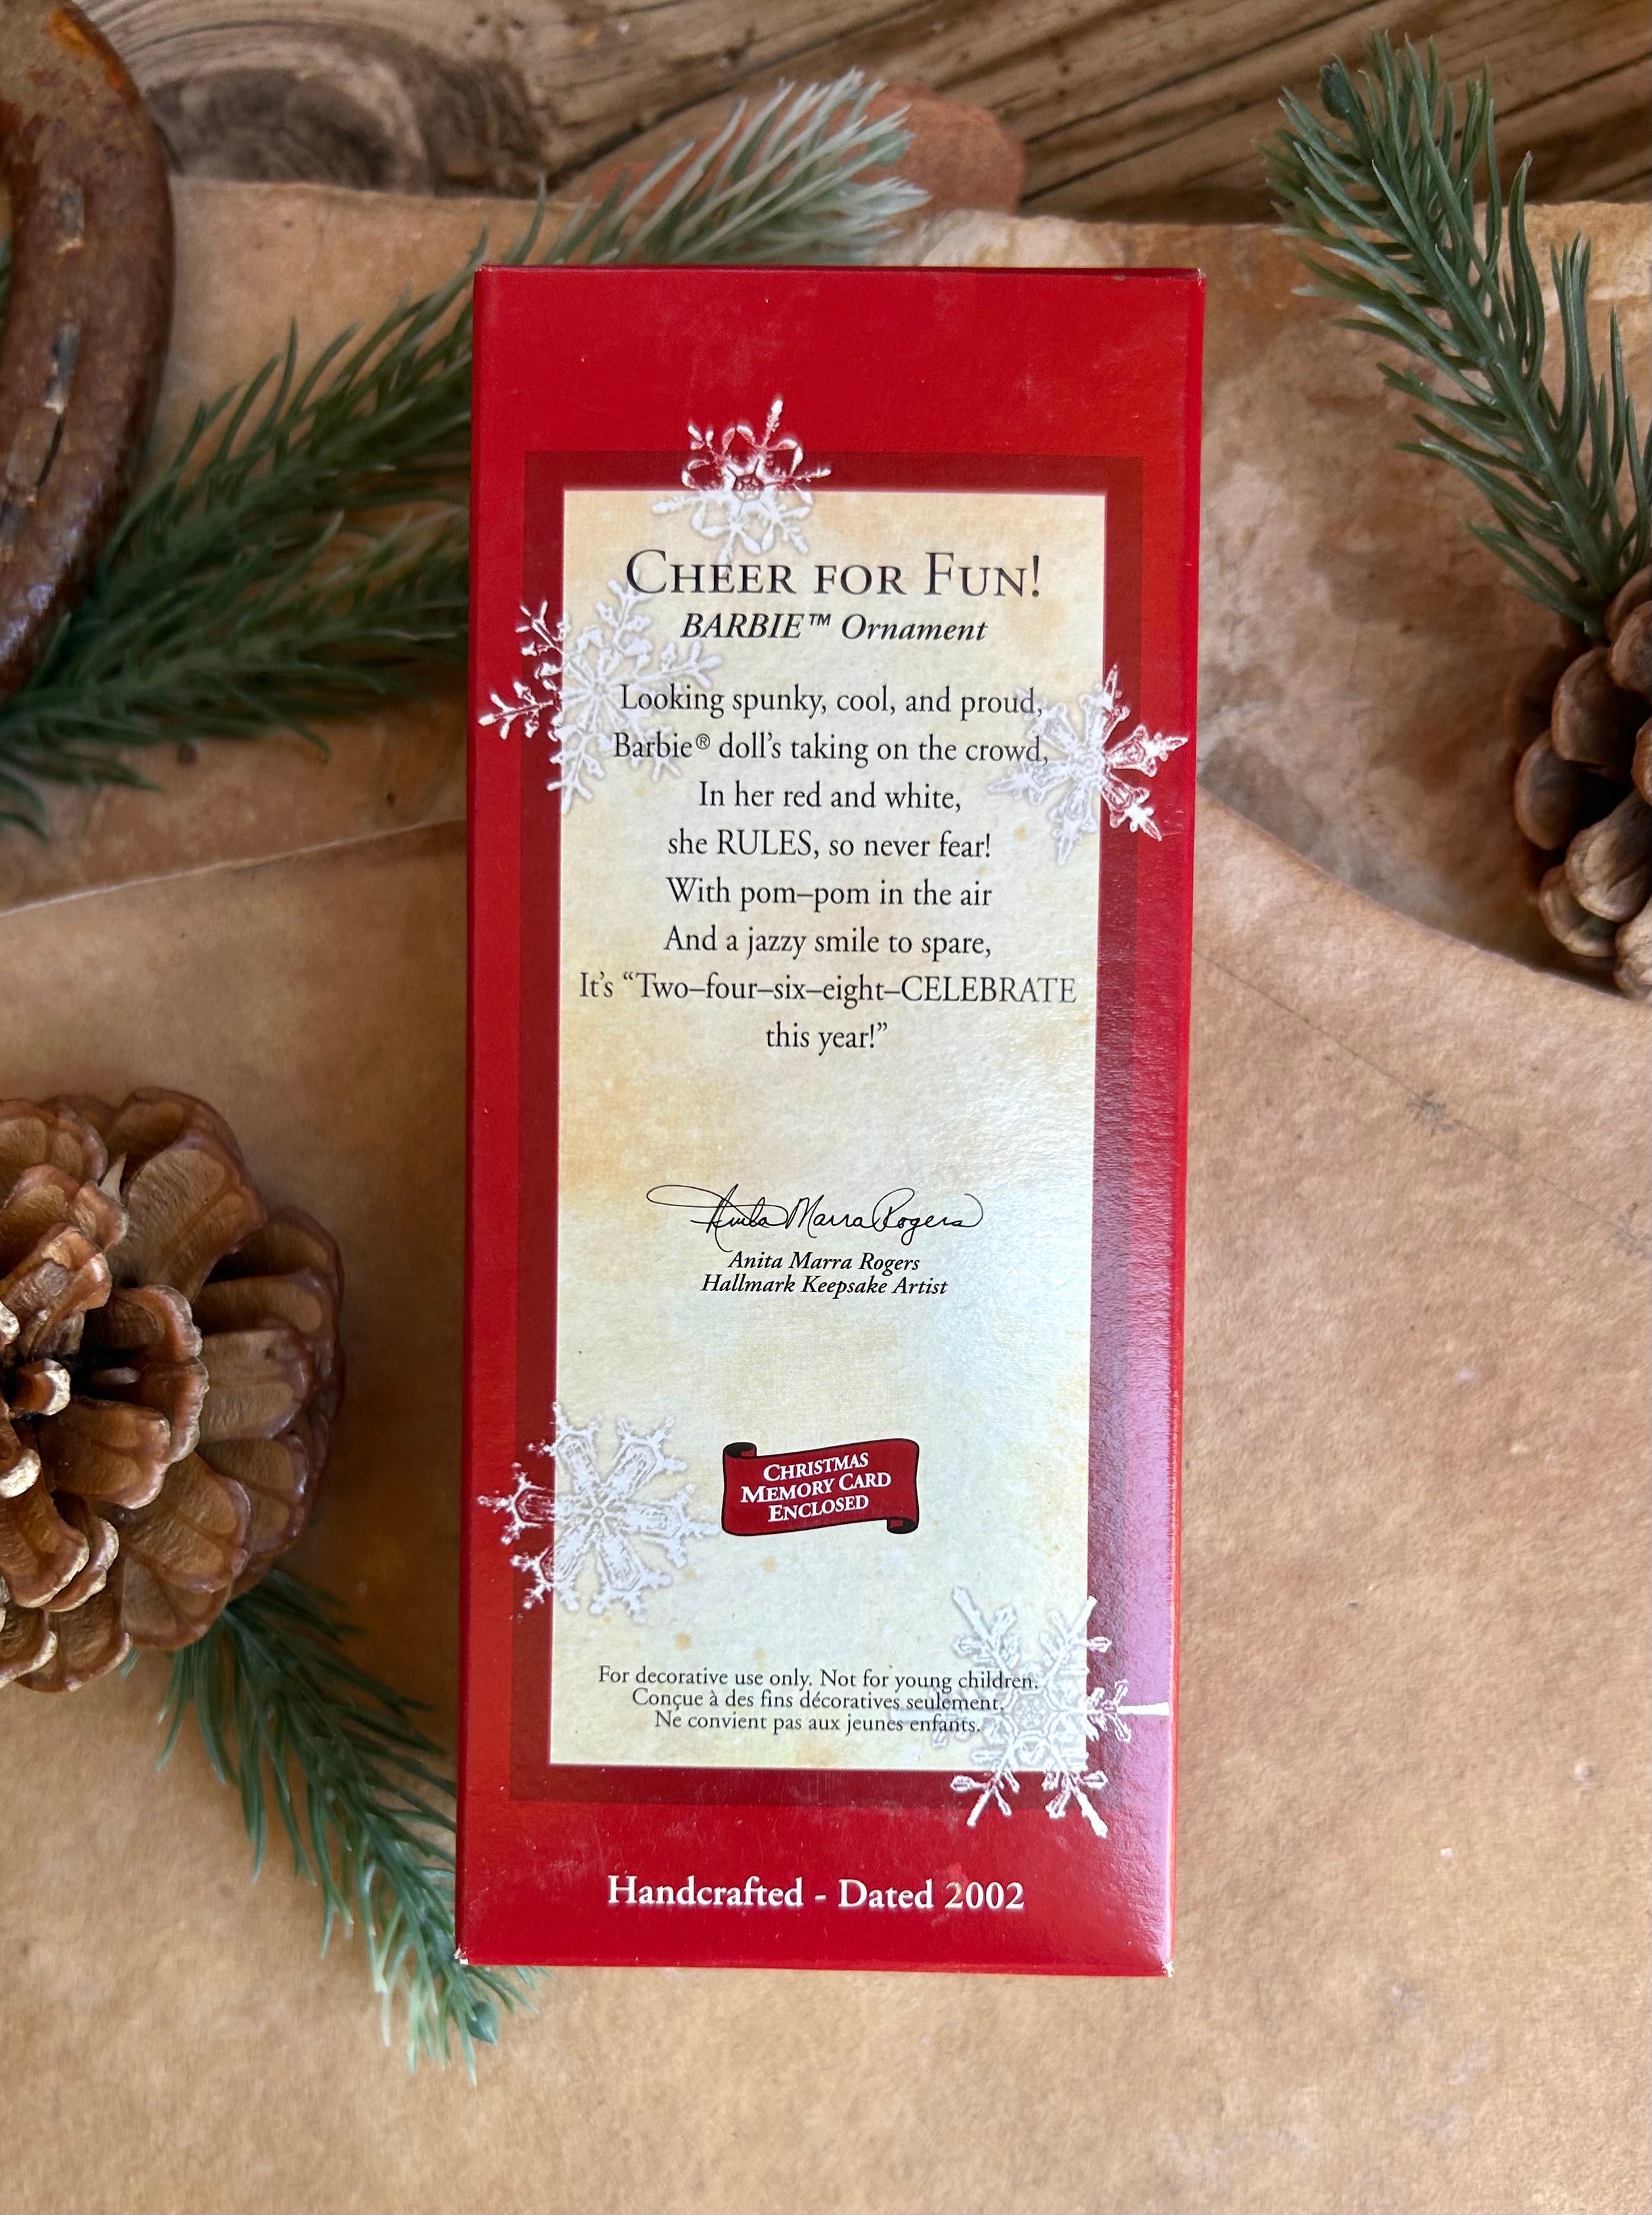 CHEER FOR FUN!
BARBIE™ Ornament
Looking spunky, cool, and proud,
Barbie® doll's taking on the crowd,
In her red and white,
she RULES, so never fear!
With pom–pom in the air
And a jazzy smile to spare,
It's “Two–four–six–eight–CELEBRATE
this year!”
Anita Marra Rogers
Anita Marra Rogers
Hallmark Keepsake Artist
CHRISTMAS
MEMORY CARD
ENCLOSED
For decorative use only. Not for young children.
Conçue à des fins décoratives seulement.
Ne convient pas aux jeunes enfants.
Handcrafted - Dated 2002